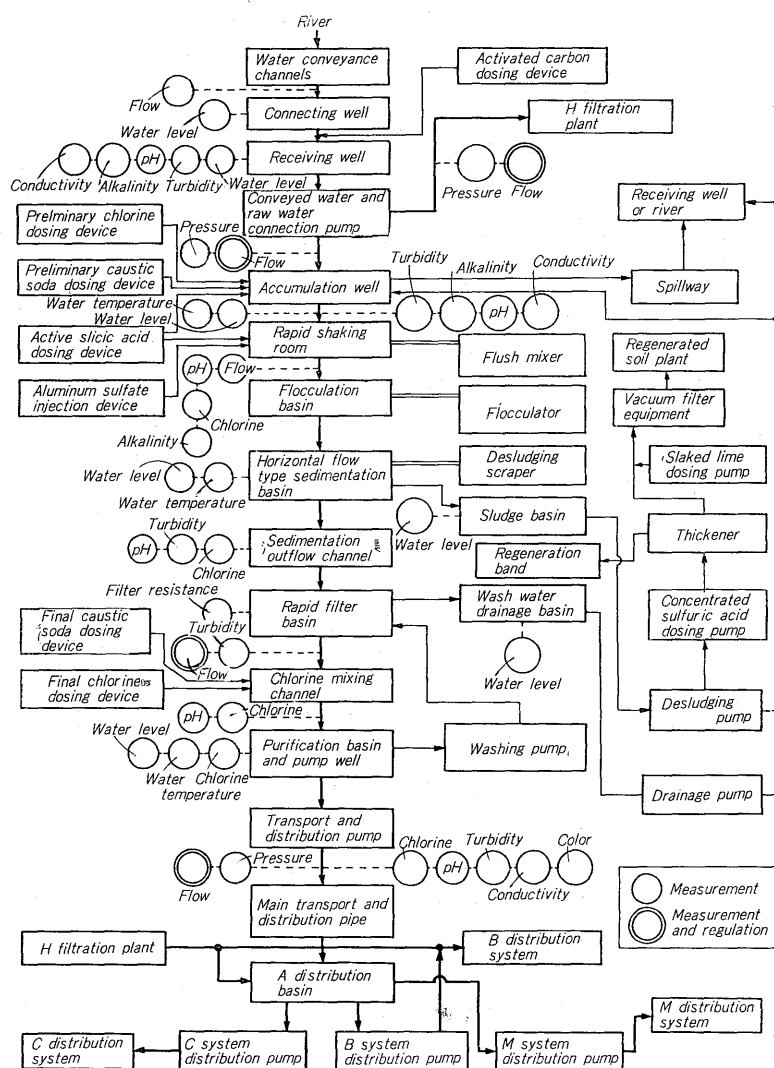 River
Water conveyance
channels
Activated carbon
dosing device
Flow
Connecting well
Water level
H filtration
plant
Receiving well
pH
Conductivity
Alkalinity
Turbidity
Water level
Conveyed water and
raw water
connection pump
Pressure
Flow
Receiving well
or river
Prelminary chlorine
dosing device
Pressure
Flow
Preliminary caustic
soda dosing device
Accumulation well
Turbidity
Alkalinity
Conductivity
pH
Spillway
Water temperature
Water level
Active slicic acid
dosing device
Rapid shaking
room
Flush mixer
Regenerated
soil plant
pH
Flow
Aluminum sulfate
injection device
Flocculation
basin
Flocculator
Vacuum filter
equipment
Chlorine
Alkalinity
Water level
Water temperature
Horizontal flow
type sedimentation
basin
Desludging
scraper
Slaked lime
dosing pump
Sludge basin
Water level
Thickener
Turbidity
pH
Chlorine
Sedimentation
outflow channel
Regeneration
band
Filter resistance
Rapid filter
basin
Wash water
drainage basin
Concentrated
sulfuric acid
dosing pump
Final caustic
soda dosing
device
Turbidity
Flow
Water level
Final chlorine
dosing device
Chlorine mixing
channel
Desludging
pump
pH
Chlorine
Water level
Water
temperature
Chlorine
Purification basin
and pump well
Washing pump
Drainage pump
Transport and
distribution pump
Flow
Pressure
Chlorine
pH
Turbidity
Conductivity
Color
Main transport and
distribution pipe
Measurement
Measurement
and regulation
H filtration plant
B distribution
system
A distribution
basin
M distribution
system
C distribution
system
C system
distribution pump
B system
distribution pump
M system
distribution pump